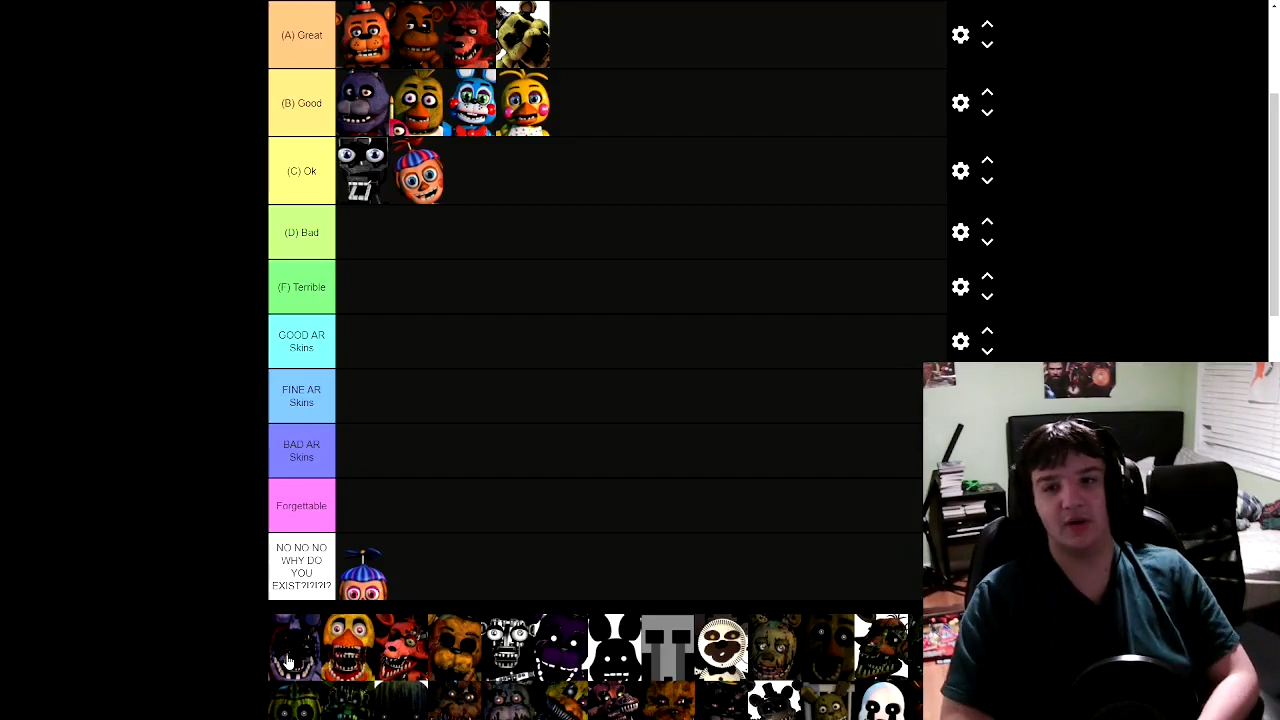 (A) Great
(B) Good
(C) Ok
(D) Bad
(F) Terrible
GOOD AR
Skins
FINE AR
Skins
BAD AR
Skins
Forgettable
NO NO NO
WHY DO
YOU
EXIST?!?!?!?